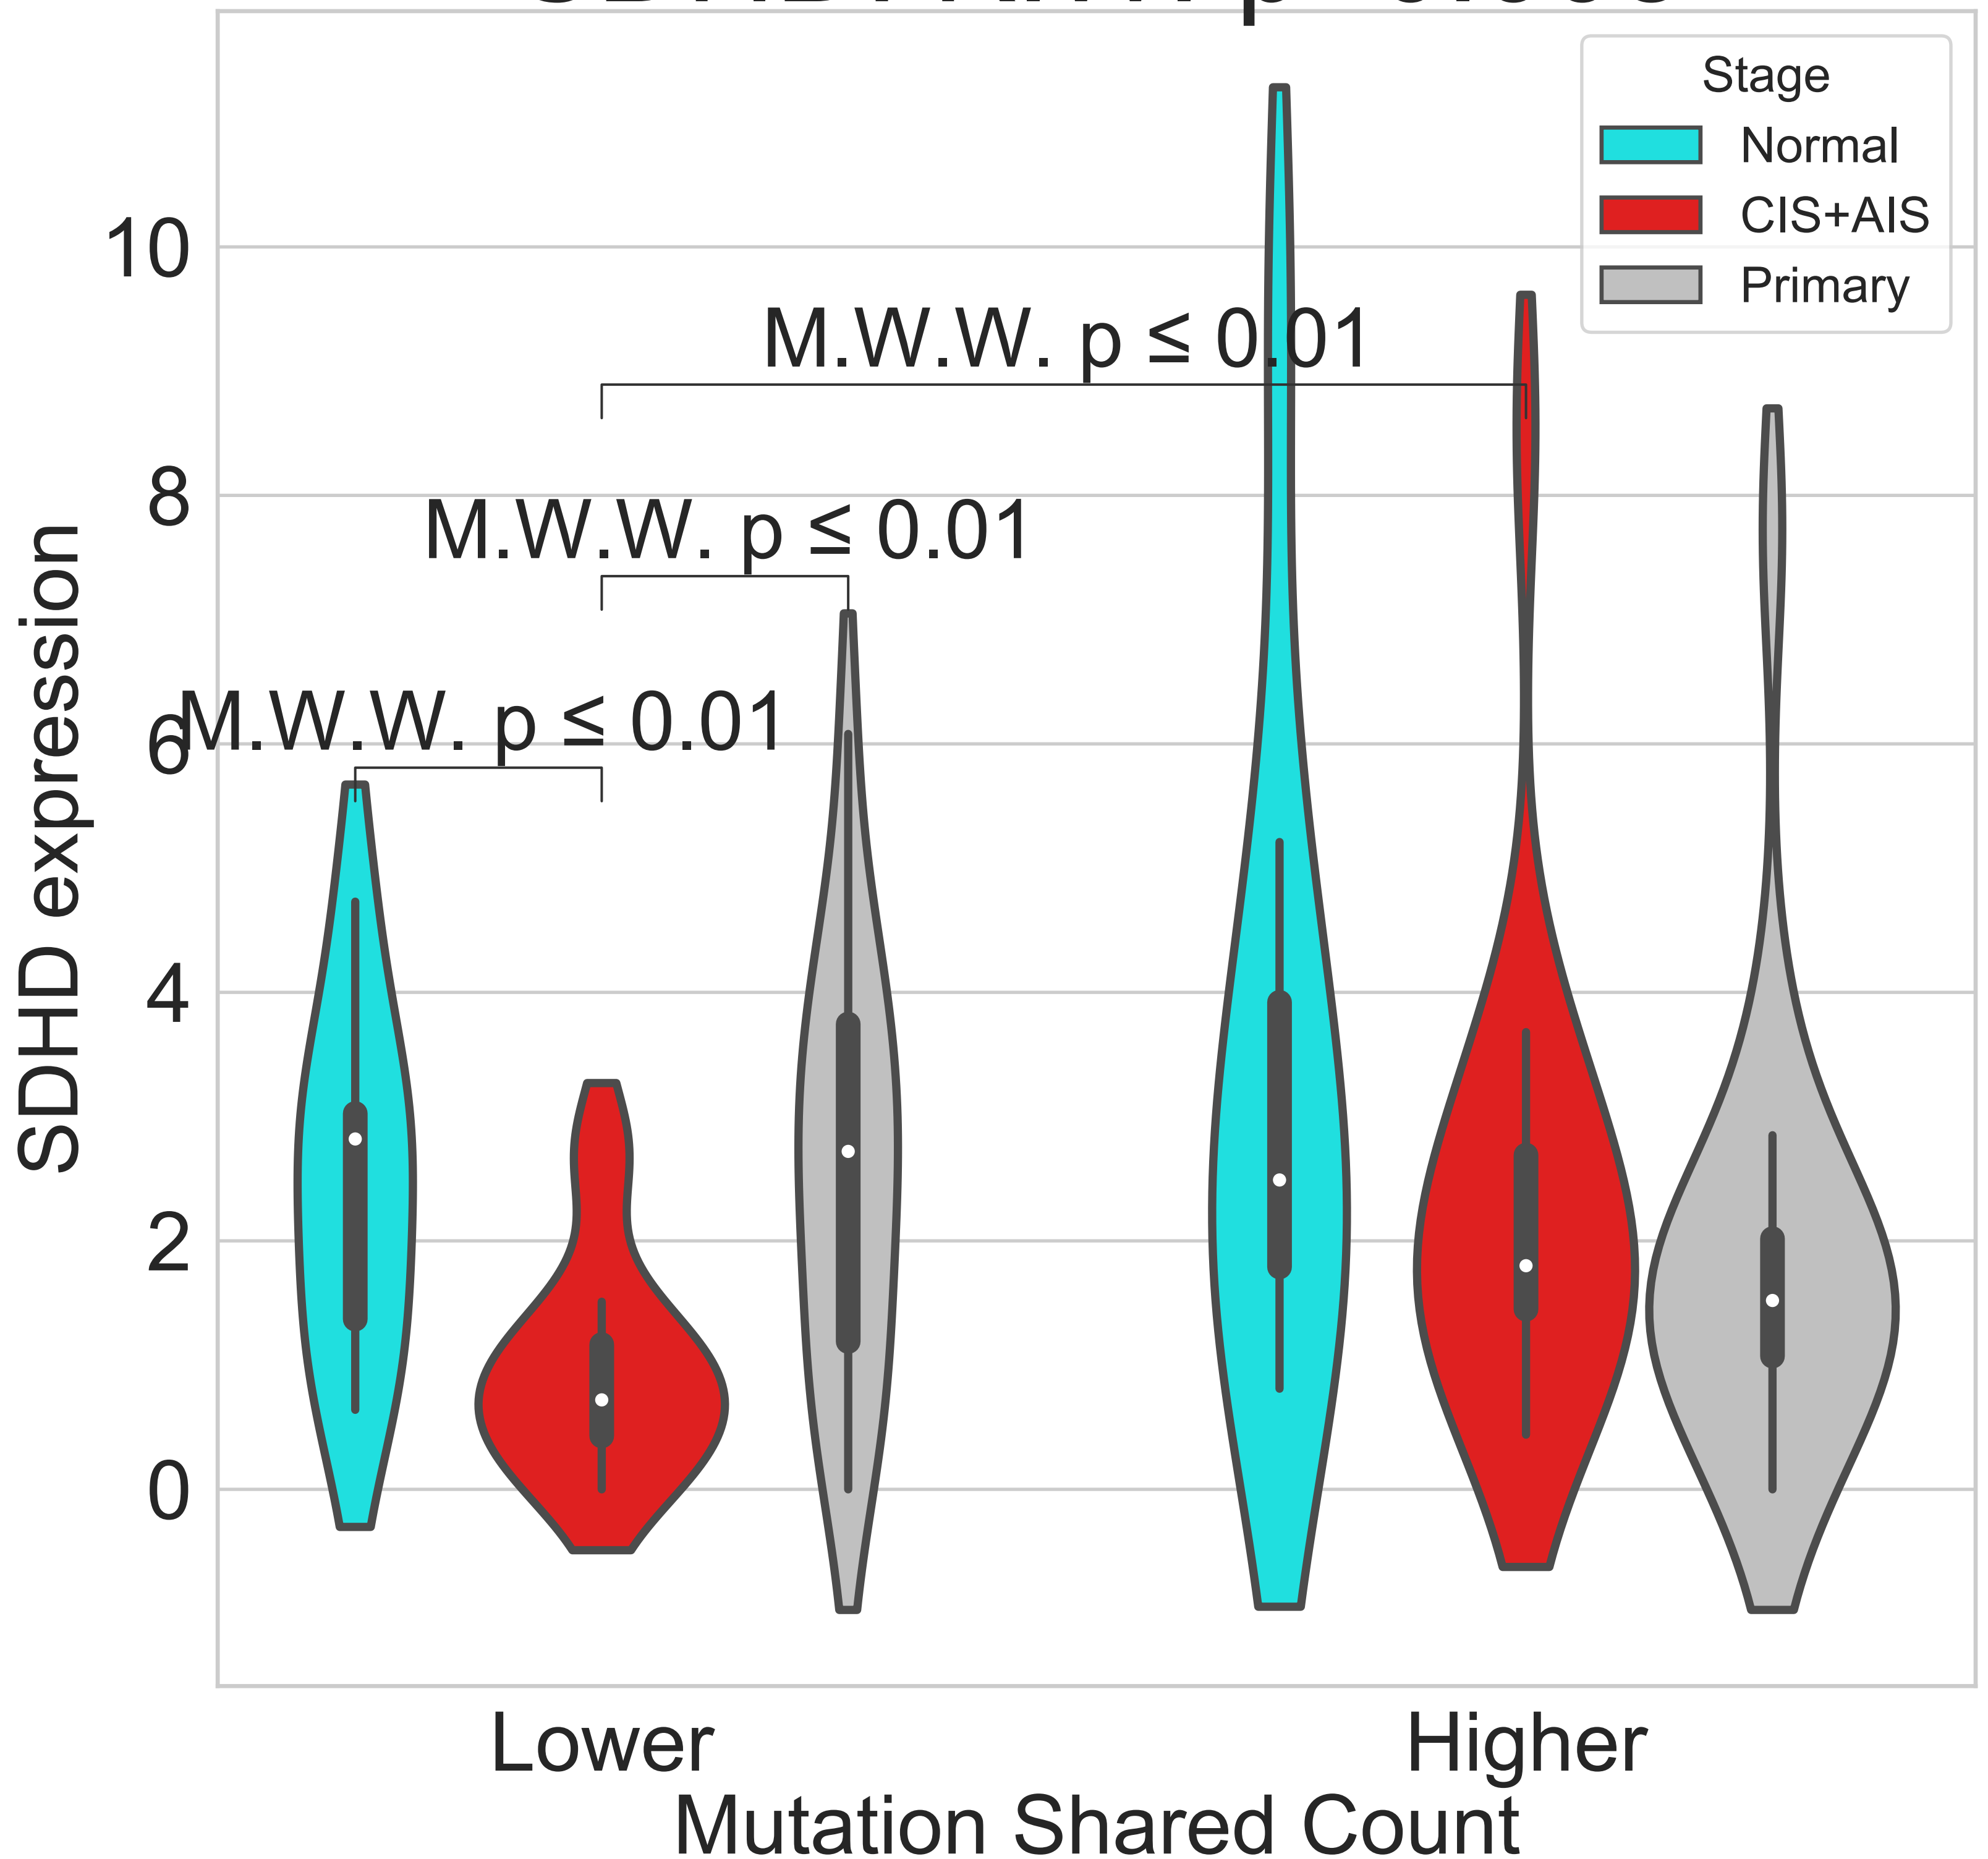 Stage
Normal
CIS+AIS
Primary
10
8
6
4
2
0
M.W.W. p ≤ 0.01
M.W.W. p ≤ 0.01
M.W.W. p ≤ 0.01
SDHD expression
Lower
Higher
Mutation Shared Count